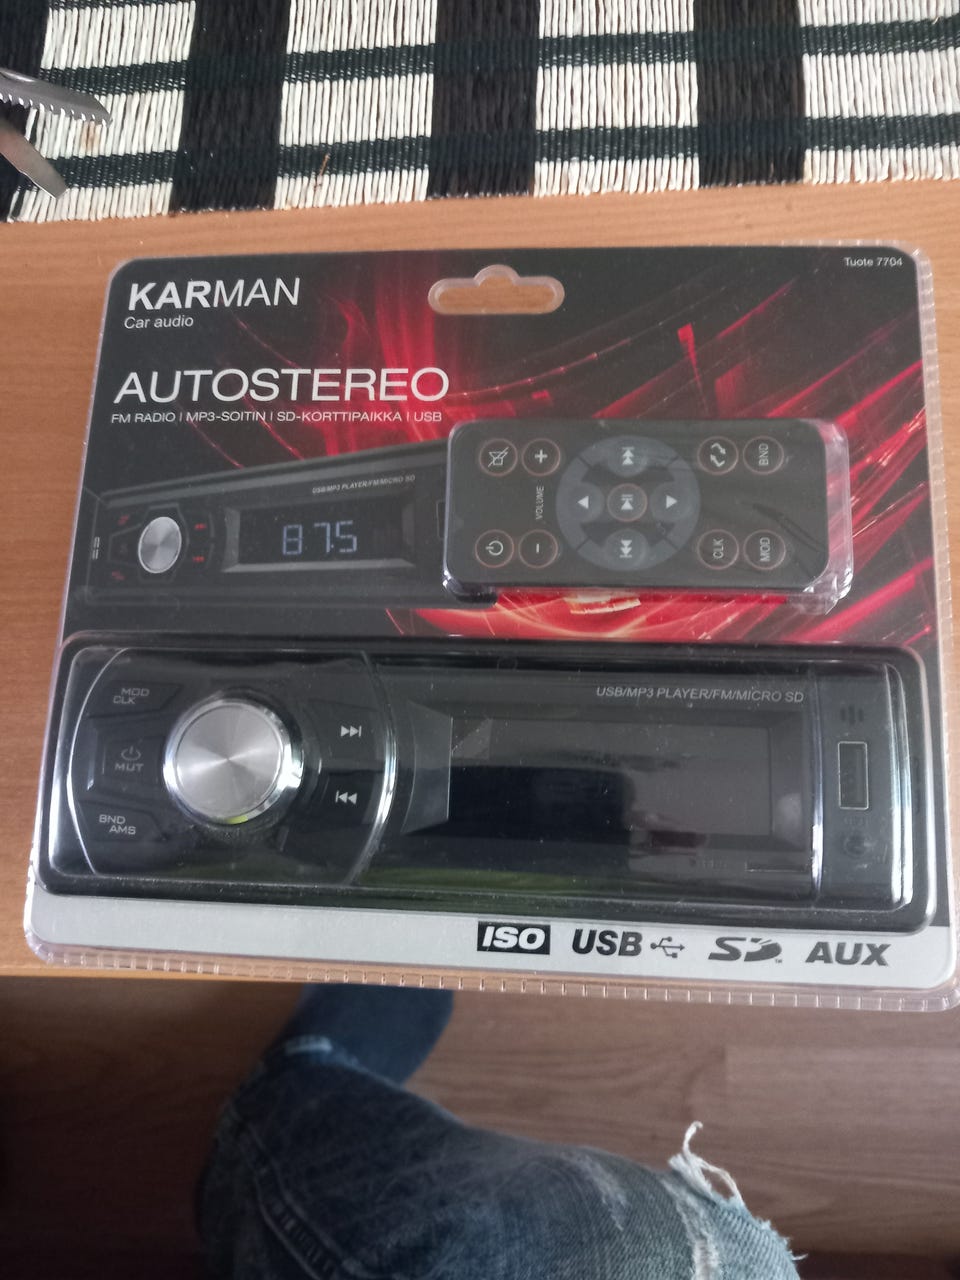 Tuote 7704
KARMAN
Car audio
AUTOSTEREO
FM RADIO | MP3-SOITIN | SD-KORTTIPAIKKA | USB
USB/MP3 PLAYER/FM/MICRO SD
87.5
VOLUME
BND
CLK
MOD
USB/MP3 PLAYER/FM/MICRO SD
MOD
CLK
MUT
BND
AMS
ISO USB SD AUX